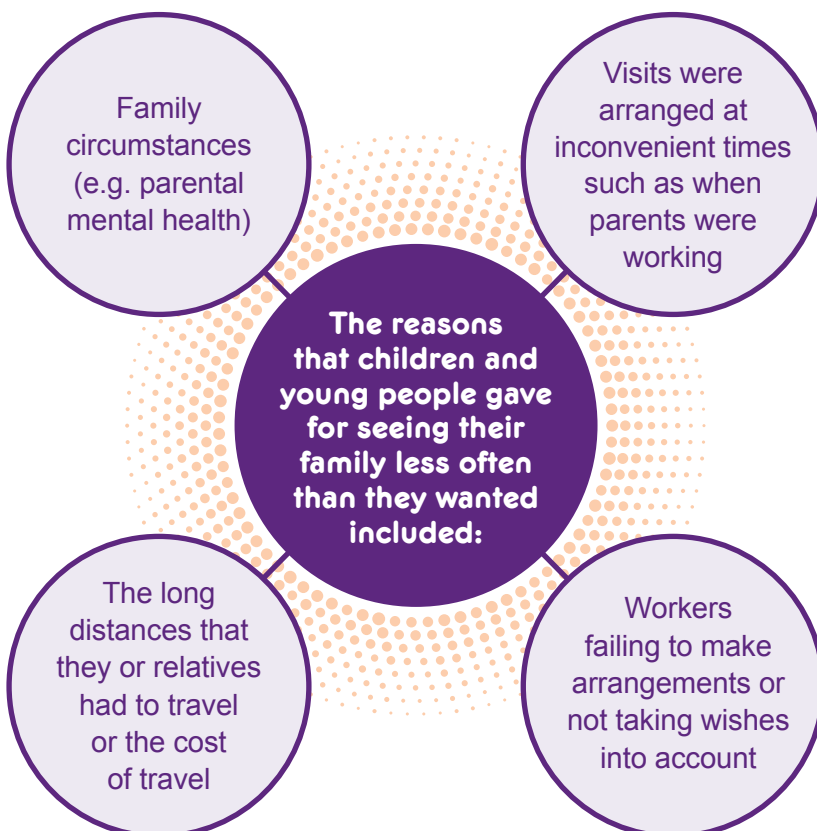 Family
circumstances
(e.g. parental
mental health)
Visits were
arranged at
inconvenient times
such as when
parents were
working
The reasons
that children and
young people gave
for seeing their
family less often
than they wanted
included:
The long
distances that
they or relatives
had to travel
or the cost
of travel
Workers
failing to make
arrangements or
not taking wishes
into account